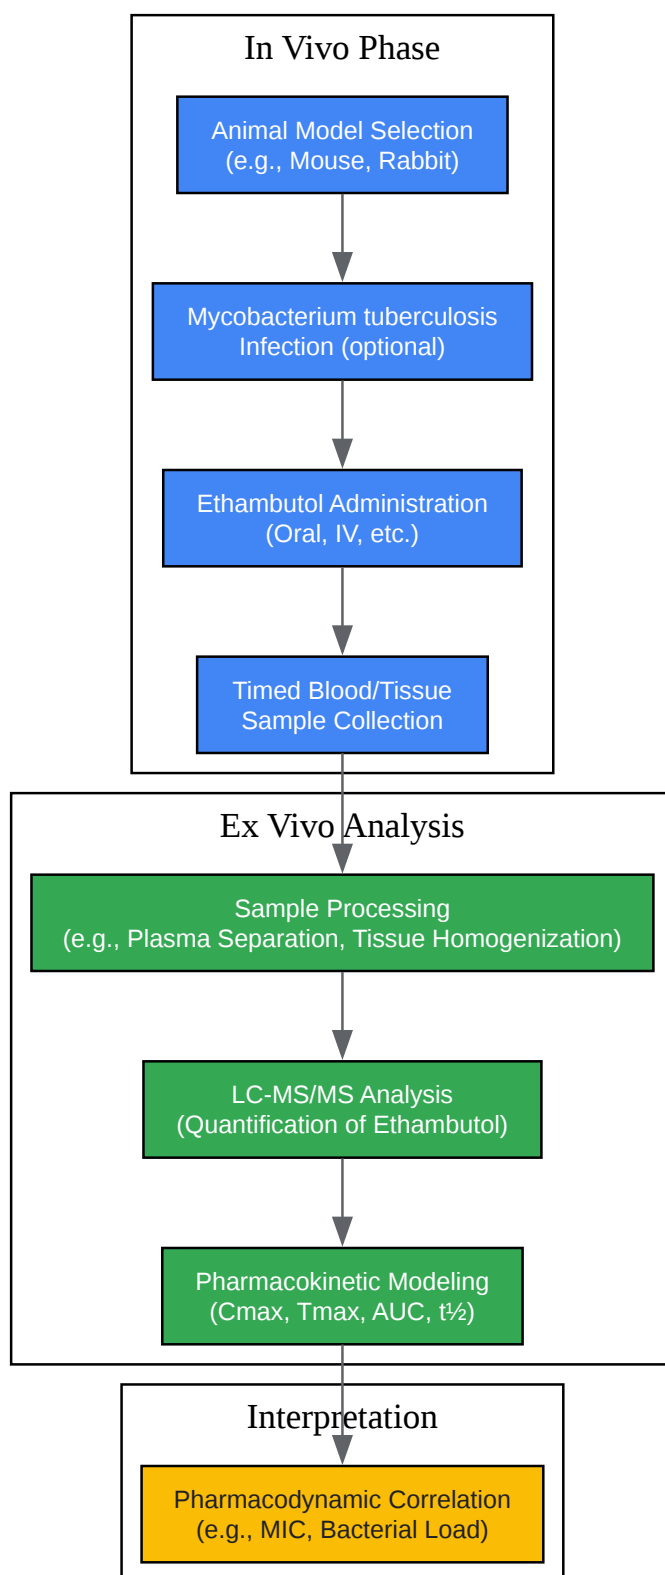 In Vivo Phase
Animal Model Selection
(e.g., Mouse, Rabbit)
Mycobacterium tuberculosis
Infection (optional)
Ethambutol Administration
(Oral, IV, etc.)
Timed Blood/Tissue
Sample Collection
Ex Vivo Analysis
Sample Processing
(e.g., Plasma Separation, Tissue Homogenization)
LC-MS/MS Analysis
(Quantification of Ethambutol)
Pharmacokinetic Modeling
(Cmax, Tmax, AUC, t½)
Interpretation
Pharmacodynamic Correlation
(e.g., MIC, Bacterial Load)